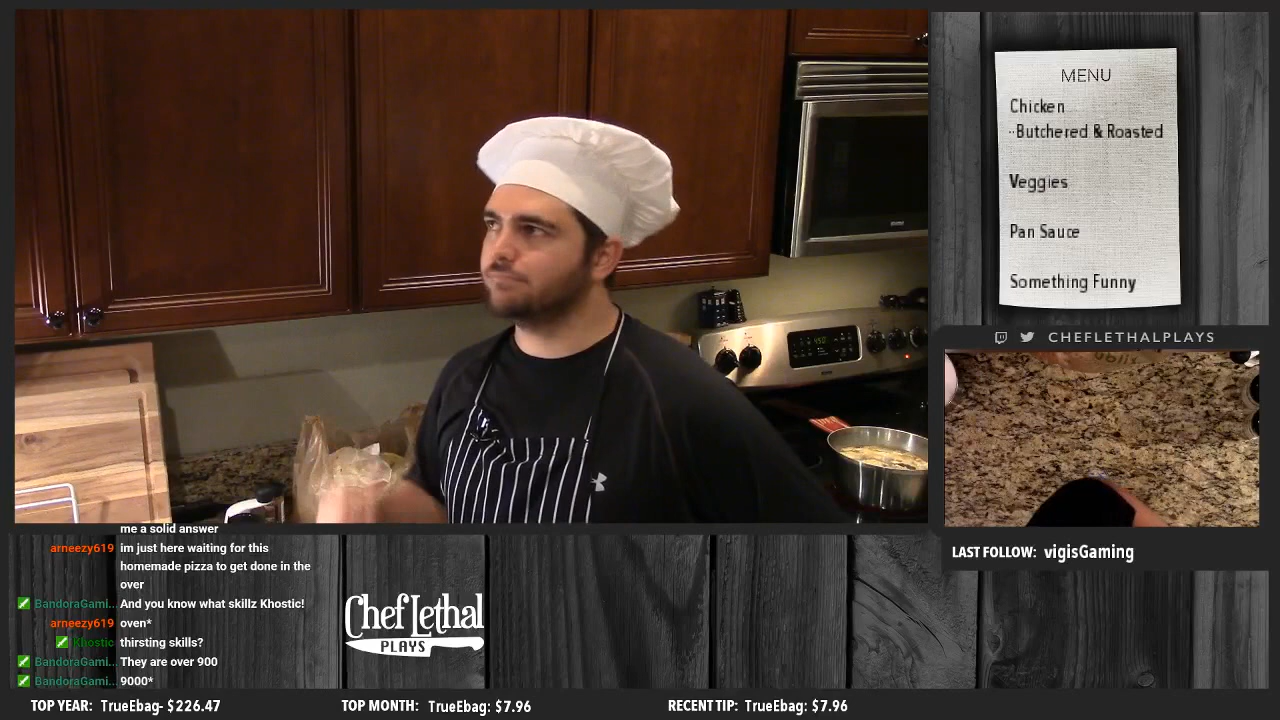 MENU
Chicken
-Butchered & Roasted
Veggies
Pan Sauce
Something Funny
CHEFLETHALPLAYS
LAST FOLLOW: vigisGaming
me a solid answer
arneezy619 im just here waiting for this
homemade pizza to get done in the
over
BandoraGami... And you know what skillz Khostic!
arneezy619 oven*
Khostic thirsting skills?
BandoraGami... They are over 900
BandoraGami... 9000*
Chef Lethal
PLAYS
TOP YEAR: TrueEbag- $226.47
TOP MONTH: TrueEbag: $7.96
RECENT TIP: TrueEbag: $7.96